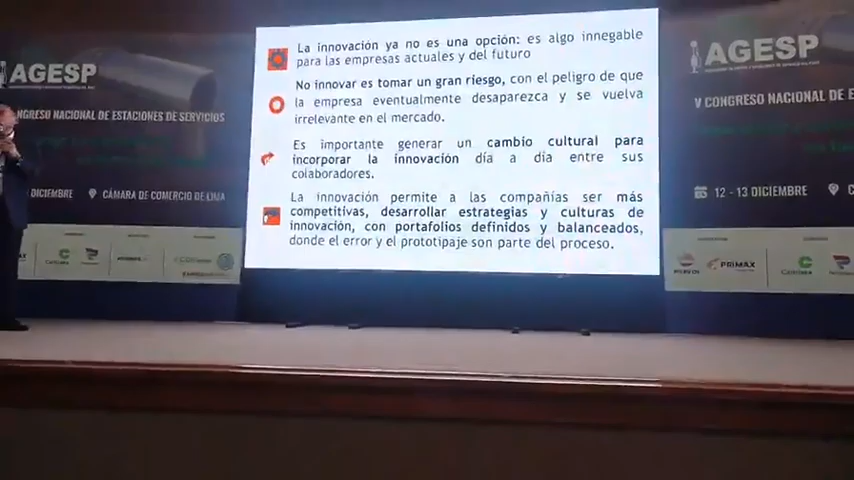 La innovación ya no es una opción: es algo innegable
para las empresas actuales y del futuro
No innovar es tomar un gran riesgo, con el peligro de que
la empresa eventualmente desaparezca y se vuelva
irrelevante en el mercado.
Es importante generar un cambio cultural para
incorporar la innovación día a día entre sus
colaboradores.
La innovación permite a las compañías ser más
competitivas, desarrollar estrategias y culturas de
innovación, con portafolios definidos y balanceados,
donde el error y el prototipaje son parte del proceso.
AGESP
NGRESO NACIONAL DE ESTACIONES DE SERVICIOS
DICIEMBRE
CÁMARA DE COMERCIO DE LIMA
AGESP
V CONGRESO NACIONAL DE E
12 - 13 DICIEMBRE
PRIMAX